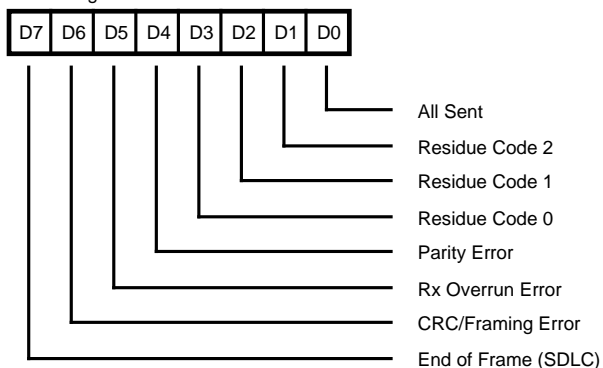 D7 D6 D5 D4 D3 D2 D1 D0
All Sent
Residue Code 2
Residue Code 1
Residue Code 0
Parity Error
Rx Overrun Error
CRC/Framing Error
End of Frame (SDLC)